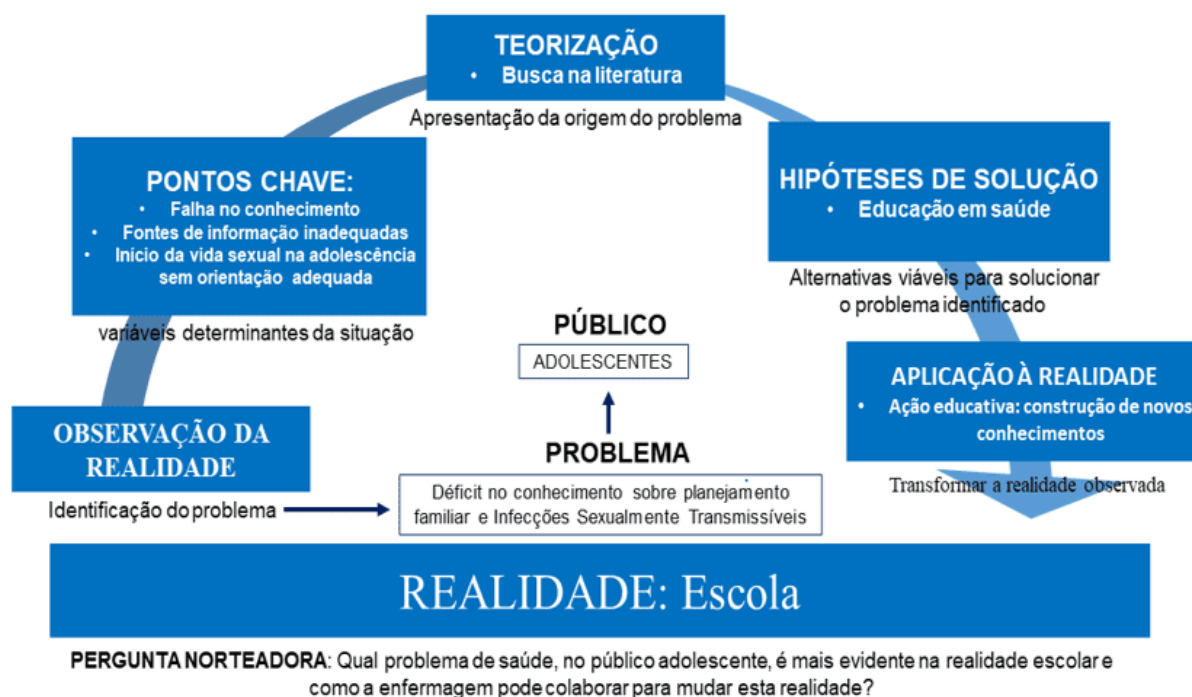 TEORIZAÇÃO
• Busca na literatura
Apresentação da origem do problema
PONTOS CHAVE:
• Falha no conhecimento
• Fontes de informação inadequadas
• Início da vida sexual na adolescência
sem orientação adequada
variáveis determinantes da situação
HIPÓTESES DE SOLUÇÃO
• Educação em saúde
Alternativas viáveis para solucionar
o problema identificado
PÚBLICO
ADOLESCENTES
APLICAÇÃO À REALIDADE
• Ação educativa: construção de novos
conhecimentos
Transformar a realidade observada
OBSERVAÇÃO DA
REALIDADE
Identificação do problema
PROBLEMA
Déficit no conhecimento sobre planejamento
familiar e Infecções Sexualmente Transmissíveis
REALIDADE: Escola
PERGUNTA NORTEADORA: Qual problema de saúde, no público adolescente, é mais evidente na realidade escolar e
como a enfermagem pode colaborar para mudar esta realidade?